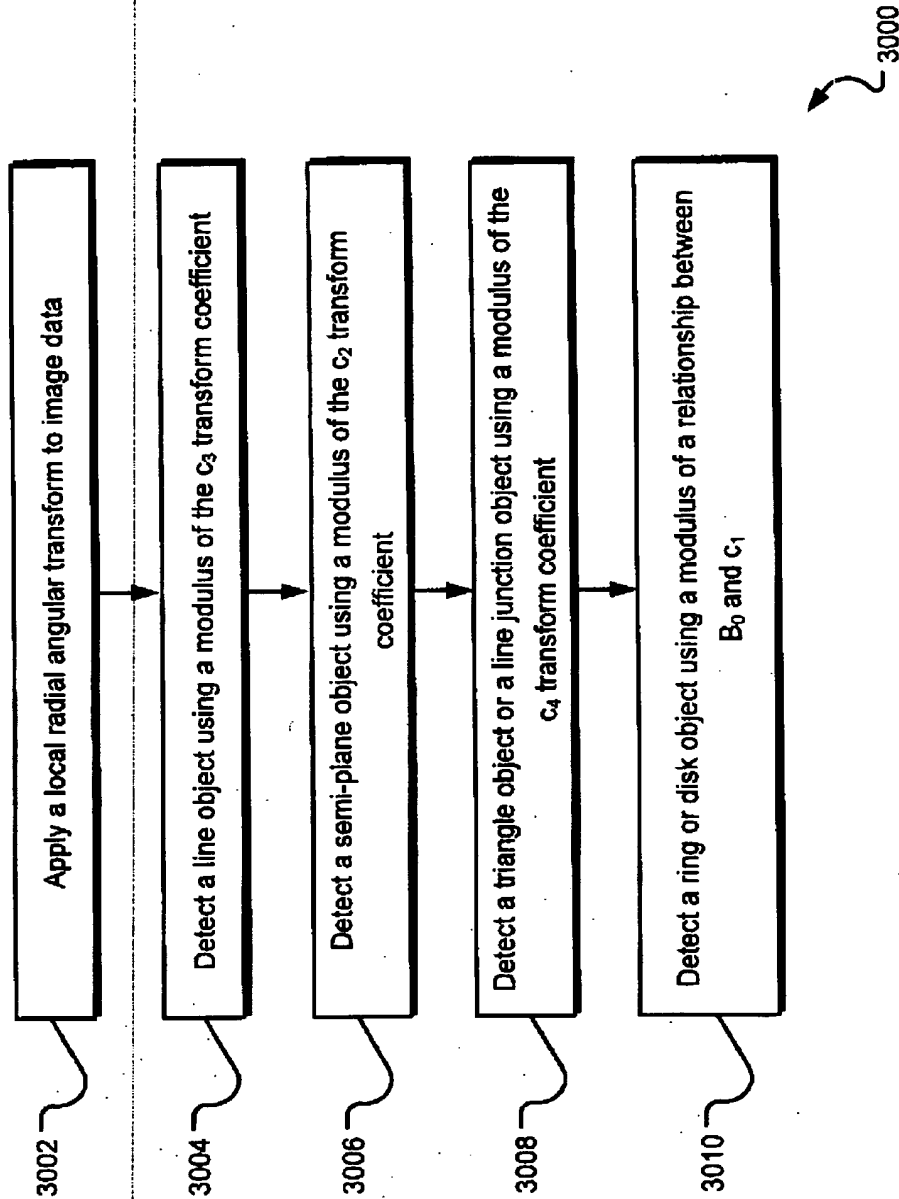 3002
Apply a local radial angular transform to image data
3004
Detect a line object using a modulus of the c₃ transform coefficient
3006
Detect a semi-plane object using a modulus of the c₂ transform
coefficient
3008
Detect a triangle object or a line junction object using a modulus of the
c₄ transform coefficient
3010
Detect a ring or disk object using a modulus of a relationship between
B₀ and c₁
3000